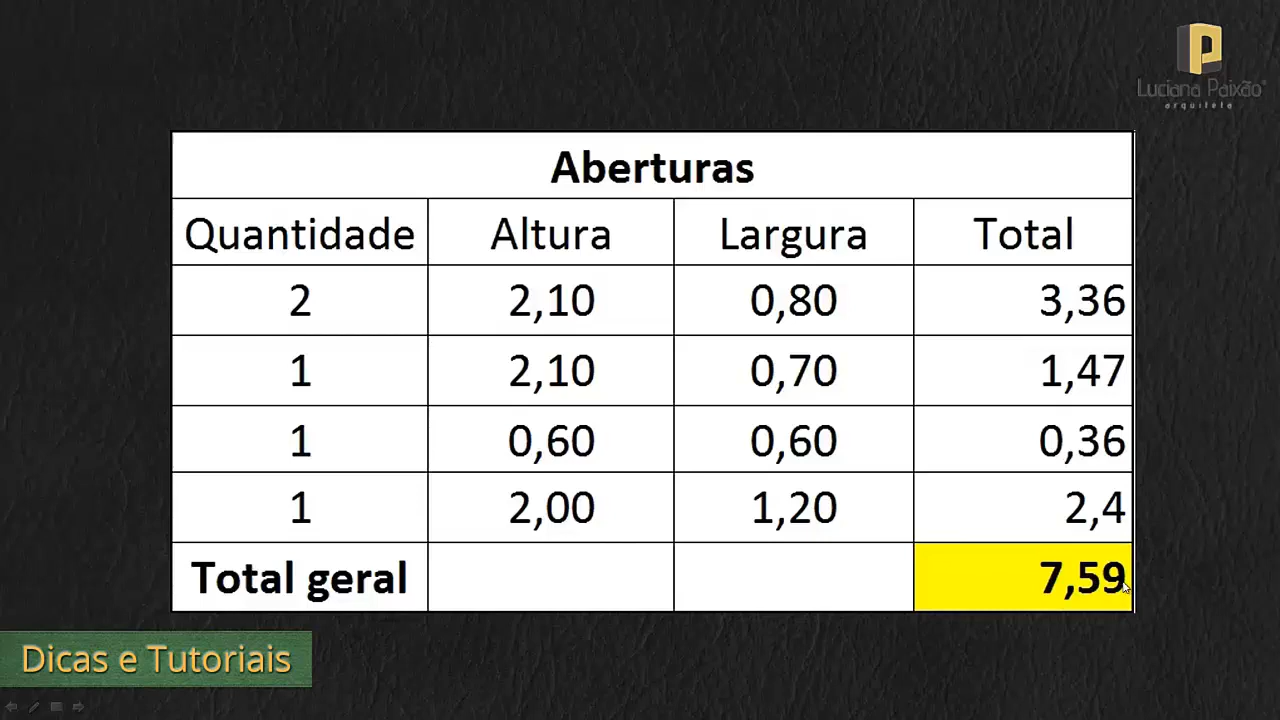 Luciana Paixão®
arquiteta
Aberturas
Quantidade Altura Largura Total
2 2,10 0,80 3,36
1 2,10 0,70 1,47
1 0,60 0,60 0,36
1 2,00 1,20 2,4
Total geral 7,59
Dicas e Tutoriais